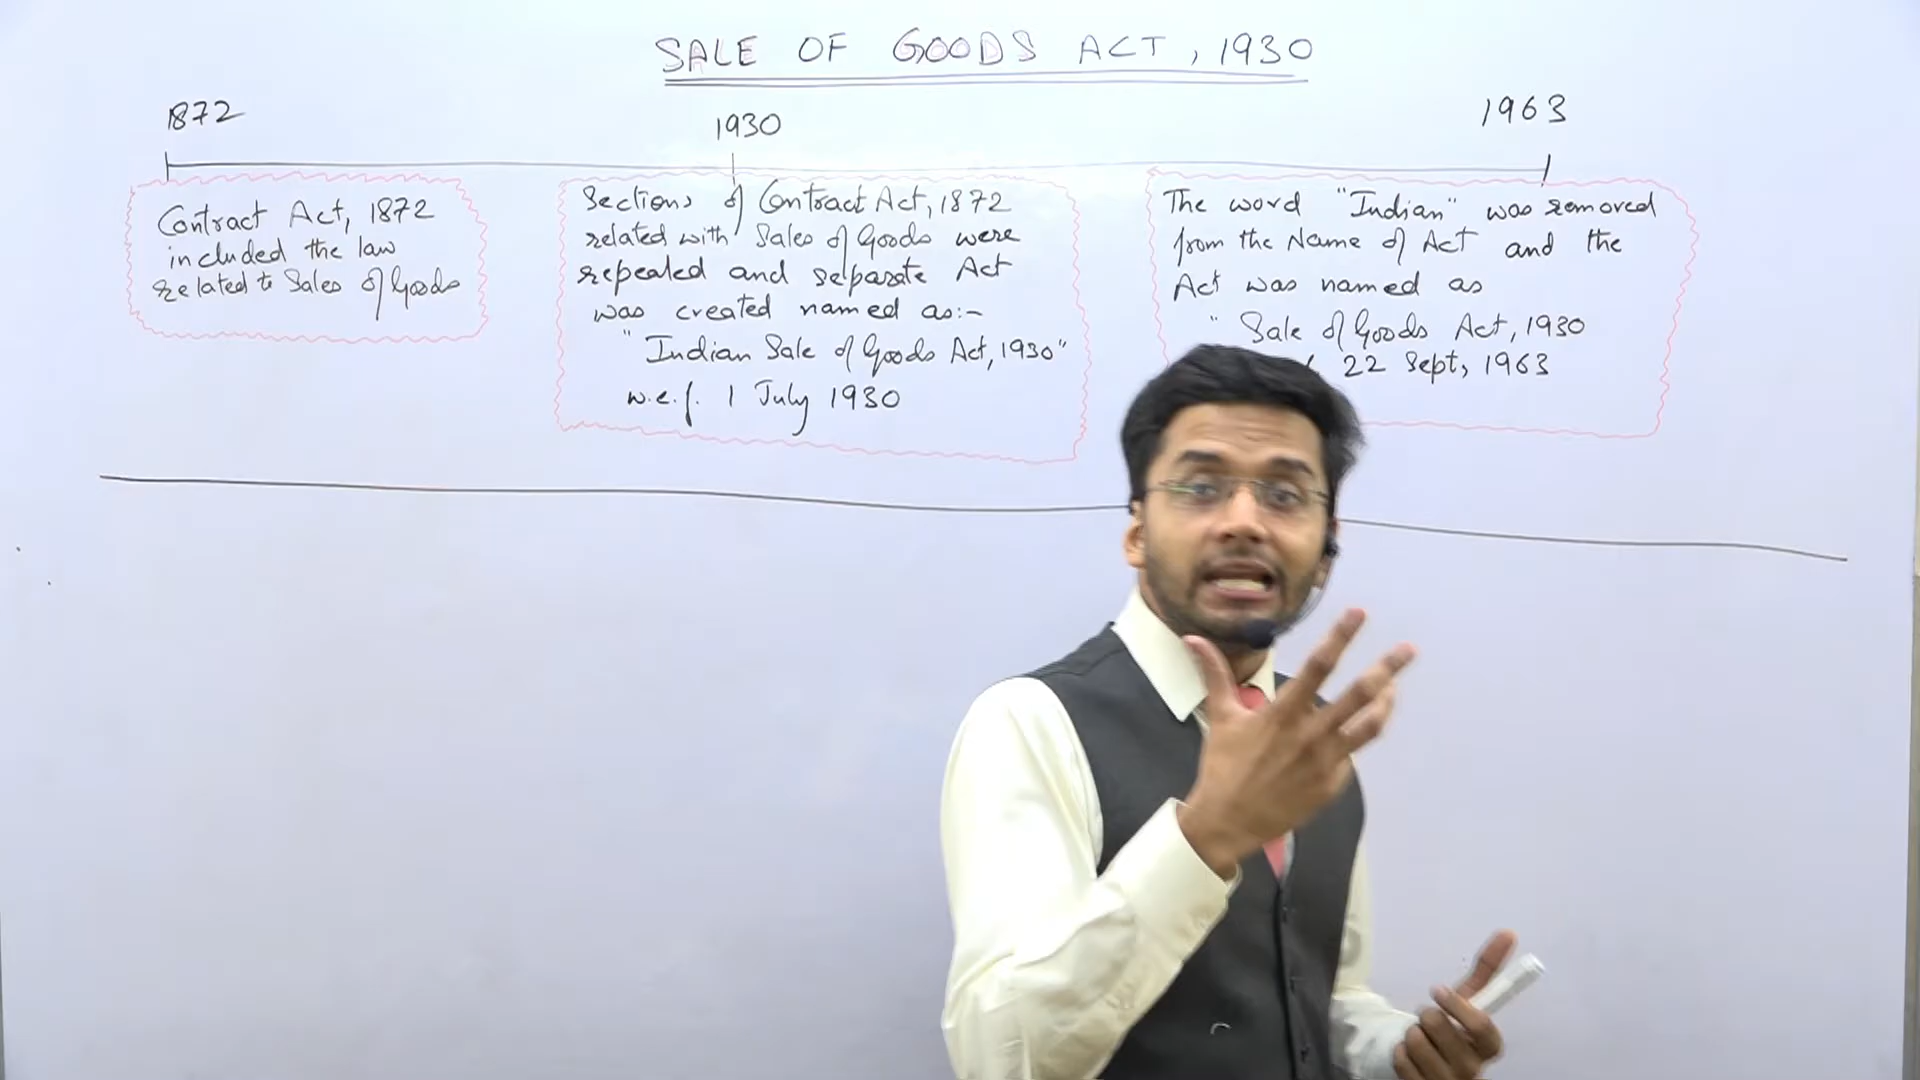 SALE OF GOODS ACT, 1930
1872
1930
1963
Contract Act, 1872
included the law
related to Sales of Goods
Sections of Contract Act, 1872
related with Sales of Goods were
repealed and separate Act
was created named as:-
"Indian Sale of Goods Act, 1930"
w.e.f. 1 July 1930
The word "Indian" was removed
from the Name of Act and the
Act was named as
" Sale of Goods Act, 1930
22 Sept, 1963